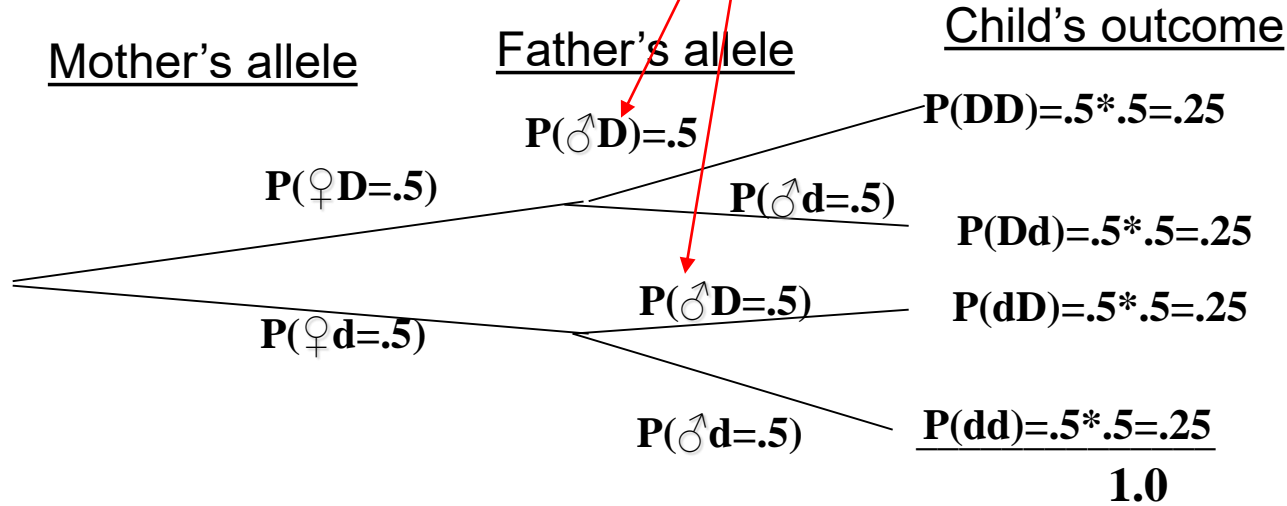 Mother’s allele
Father’s allele
Child’s outcome
P(♂D)=.5
P(DD)=.5*.5=.25
P(♀D=.5)
P(♂d=.5)
P(Dd)=.5*.5=.25
P(♂D=.5)
P(dD)=.5*.5=.25
P(♀d=.5)
P(♂d=.5)
P(dd)=.5*.5=.25
1.0